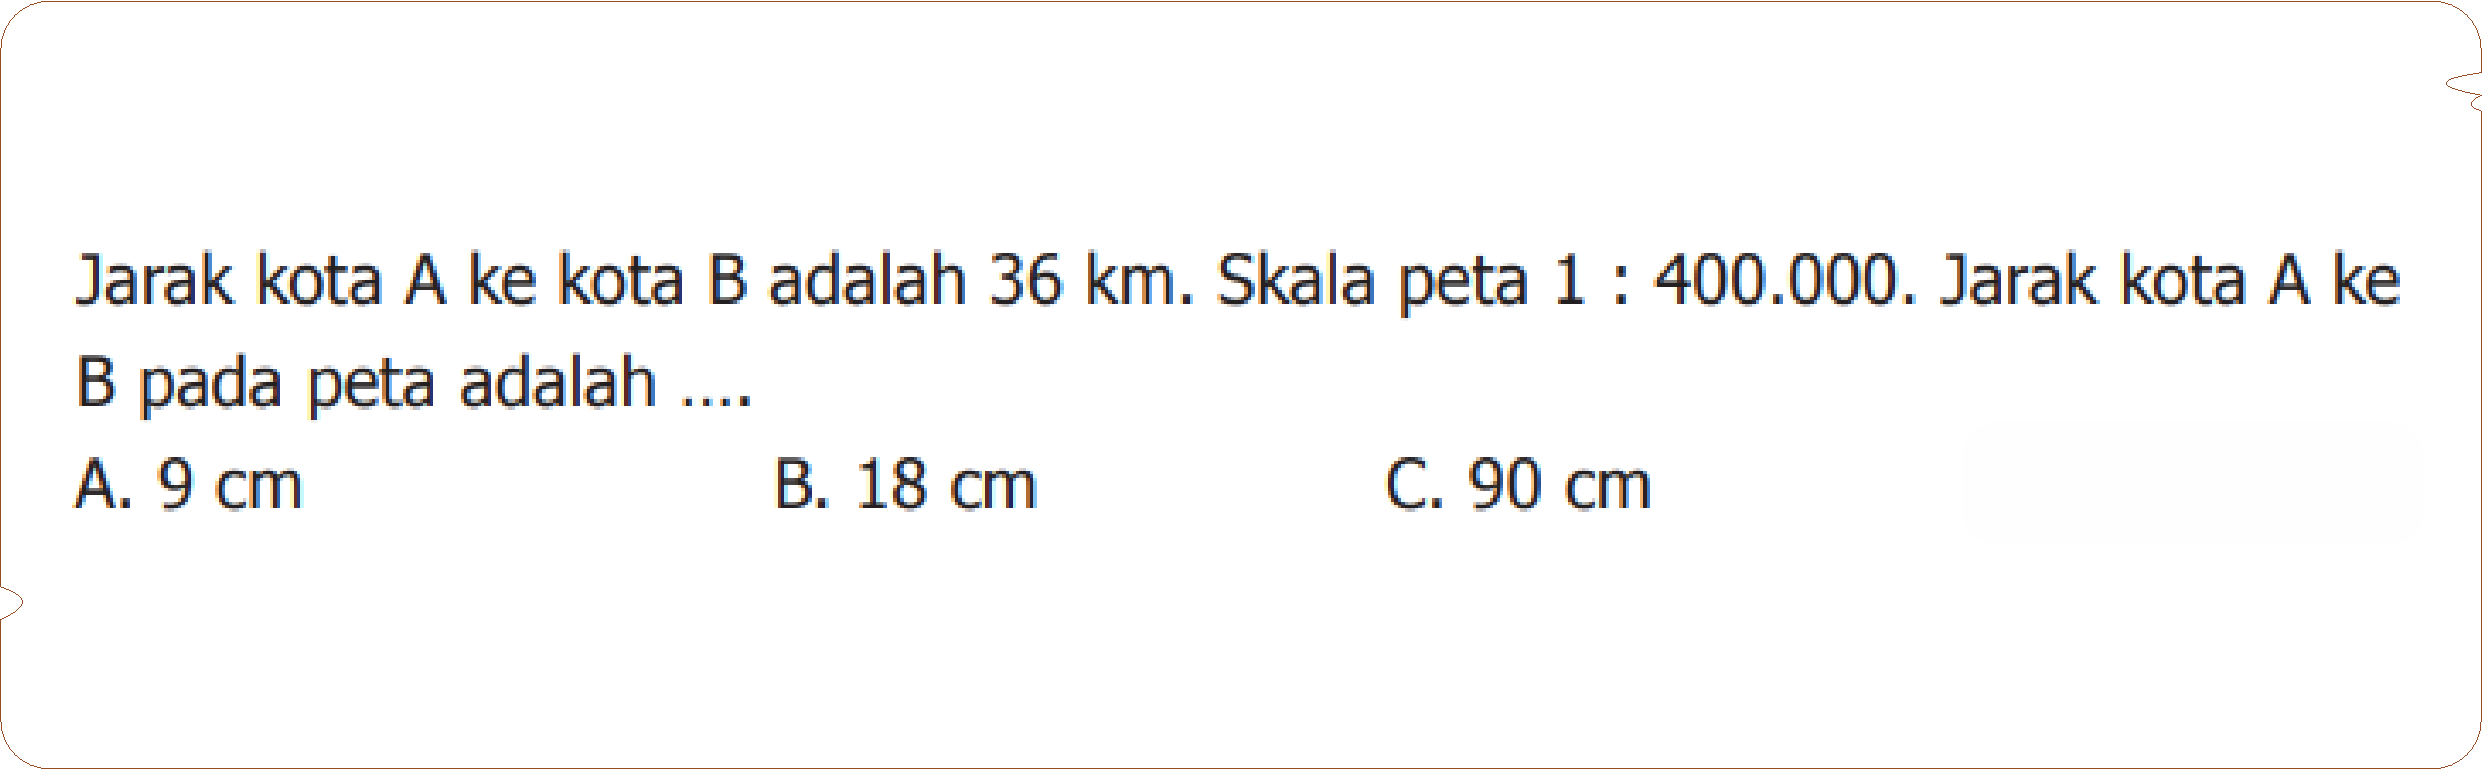 Jarak kota A ke kota B adalah 36 km. Skala peta 1 : 400.000. Jarak kota A ke
B pada peta adalah ....
A. 9 cm B. 18 cm C. 90 cm